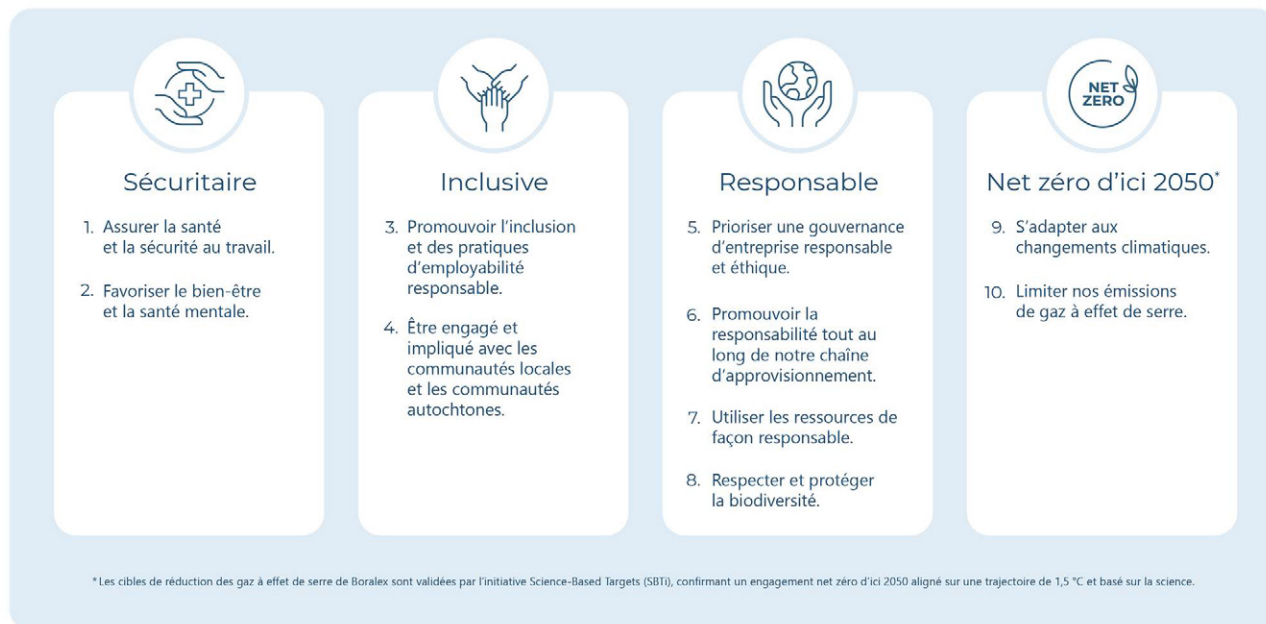 Sécuritaire
1. Assurer la santé
et la sécurité au travail.
2. Favoriser le bien-être
et la santé mentale.
Inclusive
3. Promouvoir l'inclusion
et des pratiques
d'employabilité
responsable.
4. Être engagé et
impliqué avec les
communautés locales
et les communautés
autochtones.
Responsable
5. Prioriser une gouvernance
d'entreprise responsable
et éthique.
6. Promouvoir la
responsabilité tout au
long de notre chaîne
d'approvisionnement.
7. Utiliser les ressources de
façon responsable.
8. Respecter et protéger
la biodiversité.
NET
ZERO
Net zéro d'ici 2050*
9. S'adapter aux
changements climatiques.
10. Limiter nos émissions
de gaz à effet de serre.
*Les cibles de réduction des gaz à effet de serre de Boralex sont validées par l'initiative Science-Based Targets (SBTi), confirmant un engagement net zéro d'ici 2050 aligné sur une trajectoire de 1,5 °C et basé sur la science.